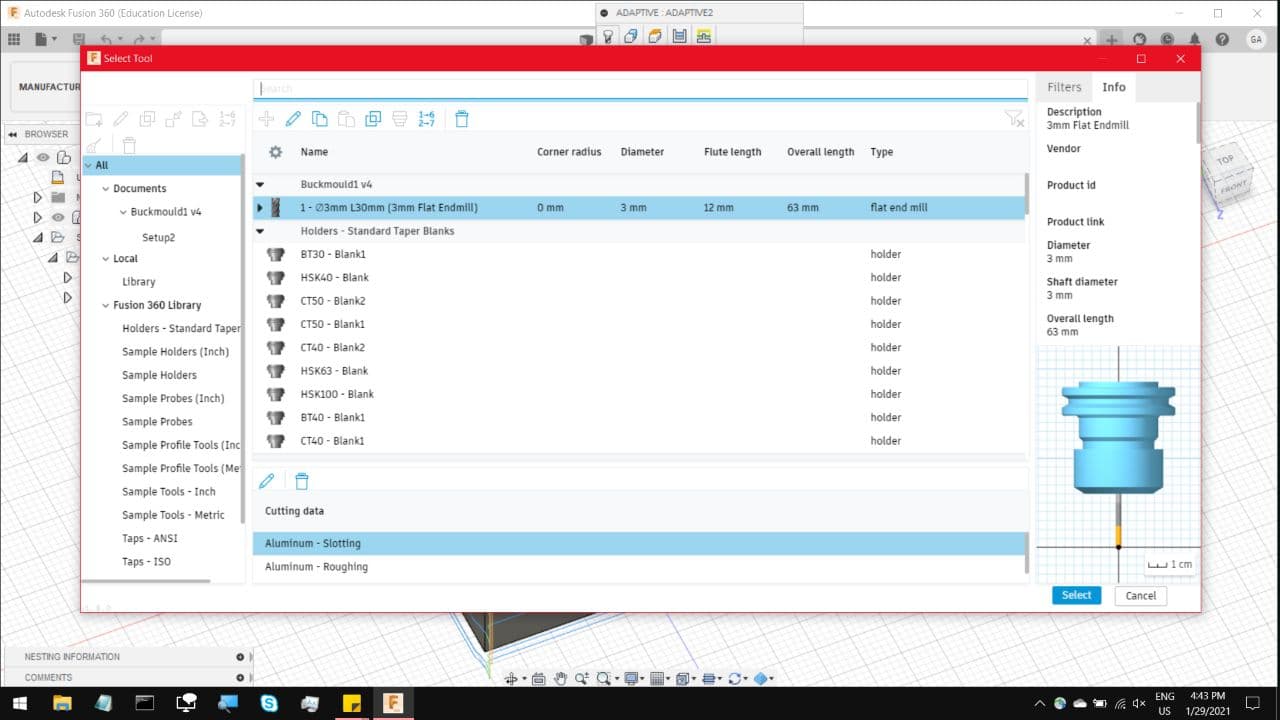 Autodesk Fusion 360 (Education License)
ADAPTIVE : ADAPTIVE2
GA
Select Tool
MANUFACTUR
Search
Filters
Info
BROWSER
All
Documents
Buckmould1 v4
Setup2
Local
Library
Fusion 360 Library
Holders - Standard Taper
Sample Holders (Inch)
Sample Holders
Sample Probes (Inch)
Sample Probes
Sample Profile Tools (Inc
Sample Profile Tools (Me
Sample Tools - Inch
Sample Tools - Metric
Taps - ANSI
Taps - ISO
Name Corner radius Diameter Flute length Overall length Type
Buckmould1 v4
1 - ∅3mm L30mm (3mm Flat Endmill) 0 mm 3 mm 12 mm 63 mm flat end mill
Holders - Standard Taper Blanks
BT30 - Blank1 holder
HSK40 - Blank holder
CT50 - Blank2 holder
CT50 - Blank1 holder
CT40 - Blank2 holder
HSK63 - Blank holder
HSK100 - Blank holder
BT40 - Blank1 holder
CT40 - Blank1 holder
Cutting data
Aluminum - Slotting
Aluminum - Roughing
Description
3mm Flat Endmill
Vendor
Product id
Product link
Diameter
3 mm
Shaft diameter
3 mm
Overall length
63 mm
1 cm
TOP
FRONT
Z
Select
Cancel
NESTING INFORMATION
COMMENTS
ENG
US
4:43 PM
1/29/2021